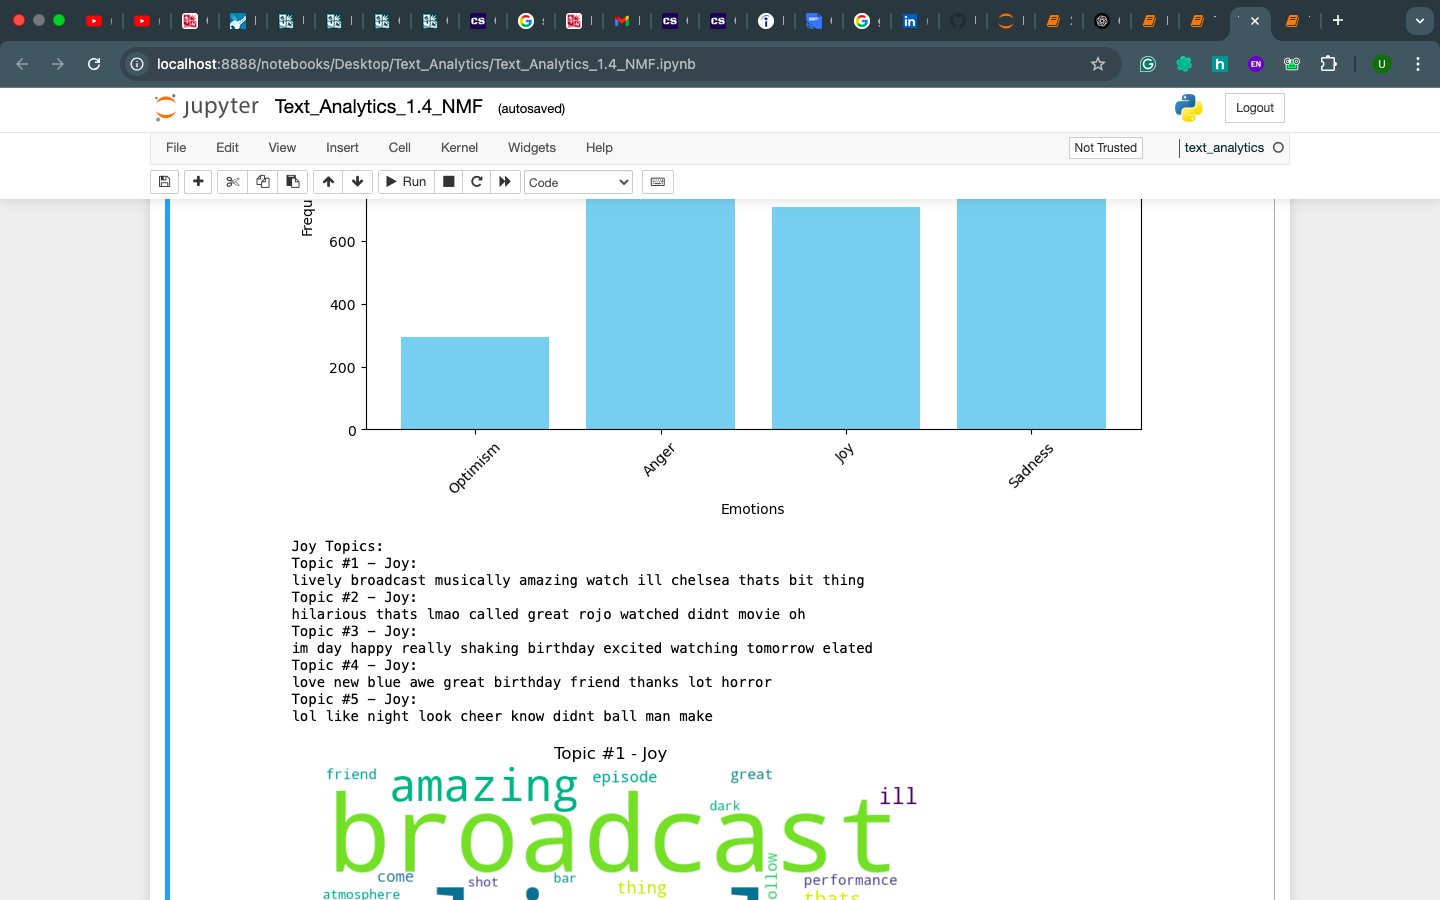 localhost:8888/notebooks/Desktop/Text_Analytics/Text_Analytics_1.4_NMF.ipynb
EN
U
jupyter Text_Analytics_1.4_NMF (autosaved)
Logout
File Edit View Insert Cell Kernel Widgets Help
Not Trusted
text_analytics
Run
Code
600
400
200
0
Optimism
Anger
Joy
Sadness
Emotions
Joy Topics:
Topic #1 – Joy:
lively broadcast musically amazing watch ill chelsea thats bit thing
Topic #2 – Joy:
hilarious thats lmao called great rojo watched didnt movie oh
Topic #3 – Joy:
im day happy really shaking birthday excited watching tomorrow elated
Topic #4 – Joy:
love new blue awe great birthday friend thanks lot horror
Topic #5 – Joy:
lol like night look cheer know didnt ball man make
Topic #1 - Joy
friend
amazing
episode
great
ill
dark
broadcast
come
shot
bar
thing
performance
atmosphere
thats